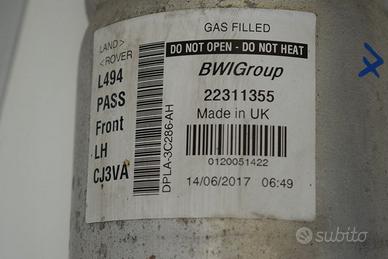 GAS FILLED
LAND>
<ROVER
DO NOT OPEN - DO NOT HEAT
L494
PASS
Front
LH
CJ3VA
DPLA-3C286-AH
BWIGroup
22311355
Made in UK
0120051422
14/06/2017 06:49
subito